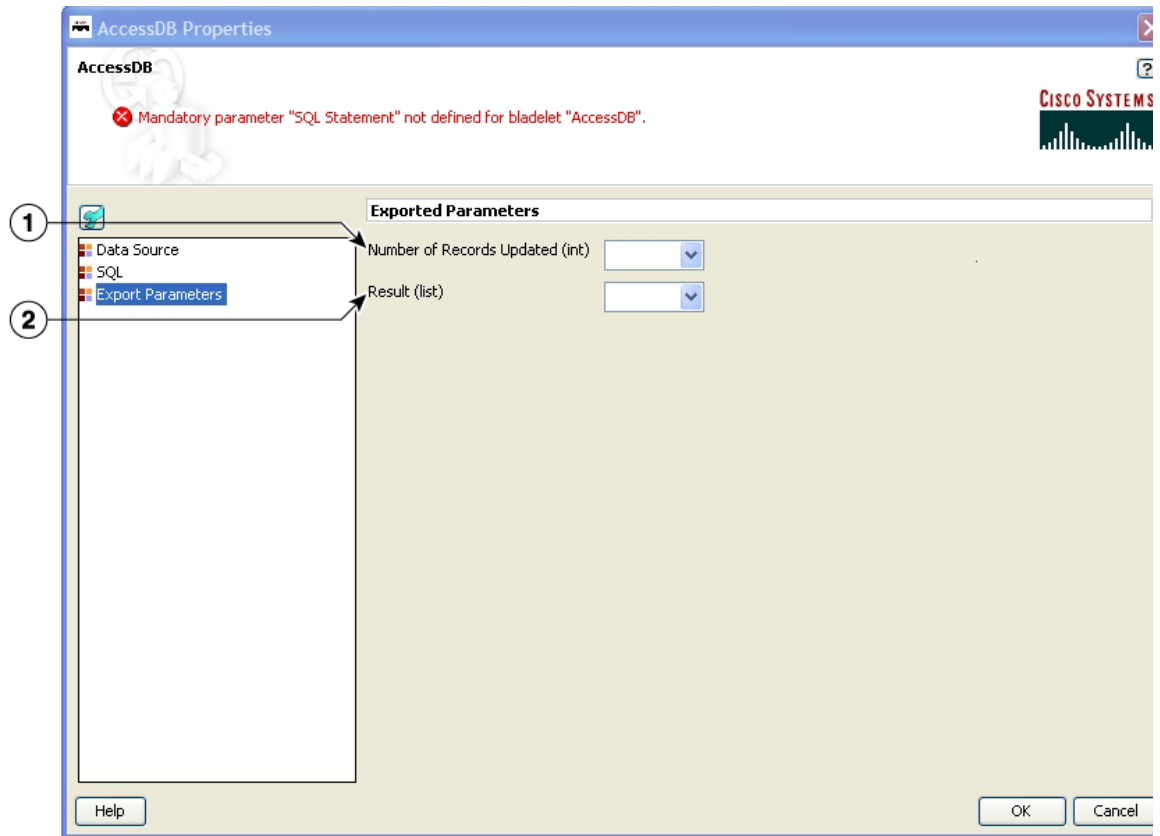 AccessDB Properties
AccessDB
?
Mandatory parameter "SQL Statement" not defined for bladelet "AccessDB".
CISCO SYSTEMS
1
Exported Parameters
Data Source
Number of Records Updated (int)
SQL
Export Parameters
Result (list)
2
Help
OK
Cancel